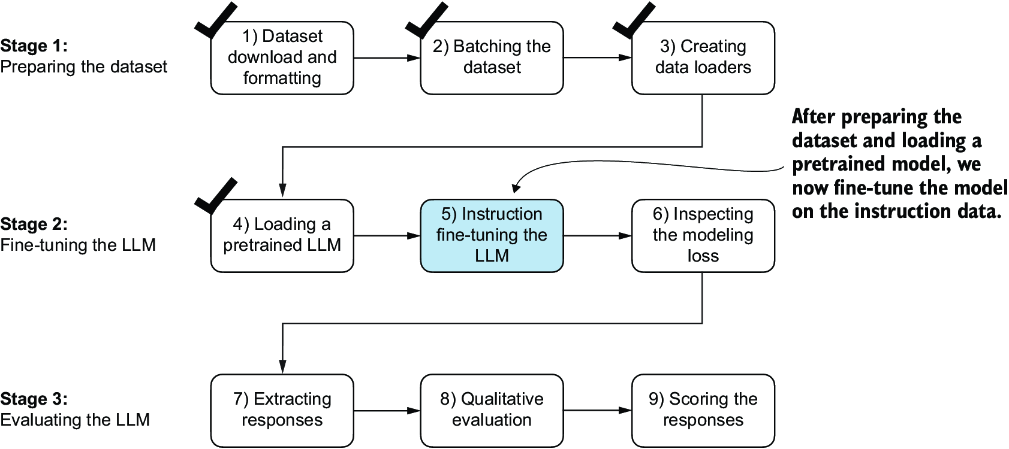 Stage 1:
Preparing the dataset
1) Dataset
download and
formatting
2) Batching the
dataset
3) Creating
data loaders
After preparing the
dataset and loading a
pretrained model, we
now fine-tune the model
on the instruction data.
Stage 2:
Fine-tuning the LLM
4) Loading a
pretrained LLM
5) Instruction
fine-tuning the
LLM
6) Inspecting
the modeling
loss
Stage 3:
Evaluating the LLM
7) Extracting
responses
8) Qualitative
evaluation
9) Scoring the
responses